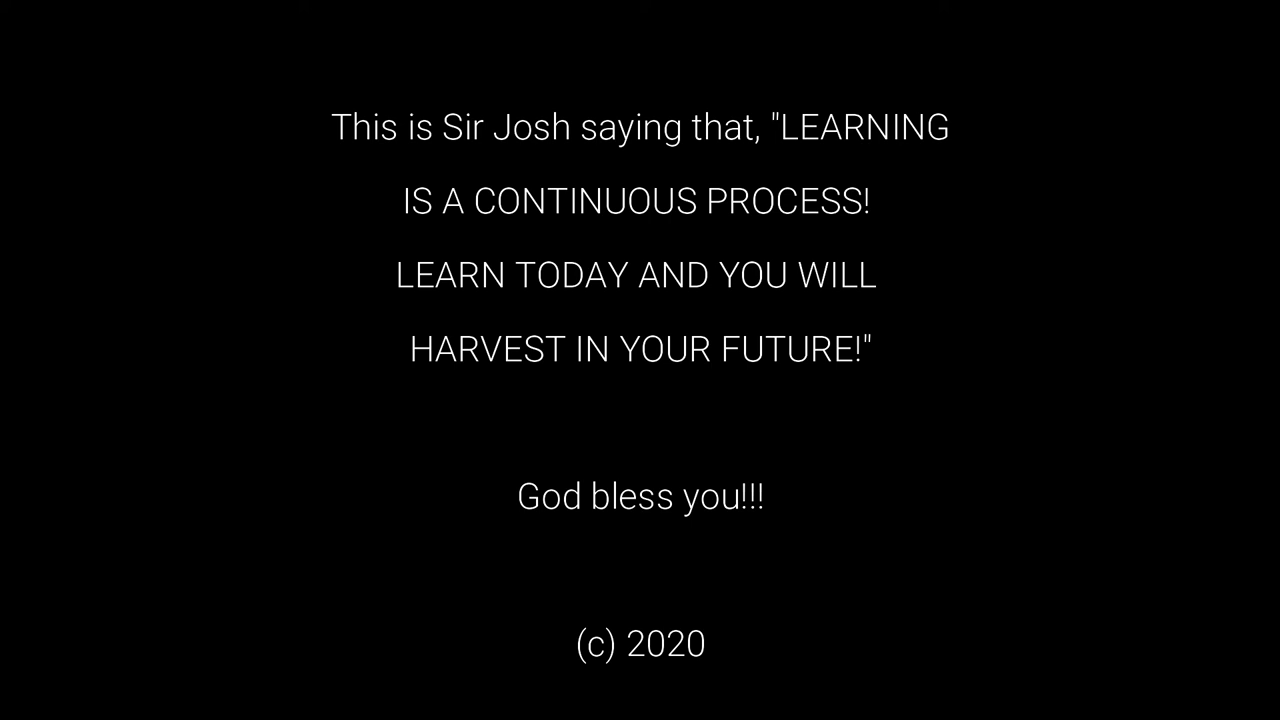 This is Sir Josh saying that, "LEARNING
IS A CONTINUOUS PROCESS!
LEARN TODAY AND YOU WILL
HARVEST IN YOUR FUTURE!"
God bless you!!!
(c) 2020